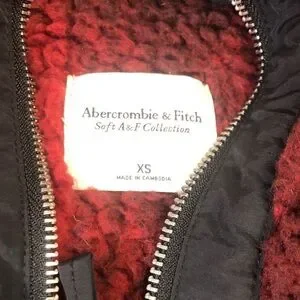 Abercrombie & Fitch
Soft A&F Collection
XS
MADE IN CAMBODIA